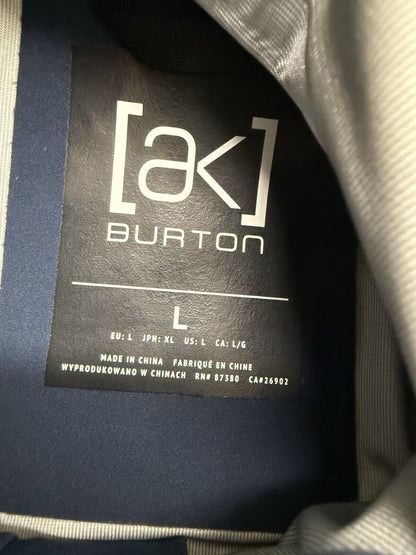 [ak]
BURTON
L
EU: L JPN: XL US: L CA: L/G
MADE IN CHINA FABRIQUÉ EN CHINE
WYPRODUKOWANO W CHINACH RN# 87380 CA#26902